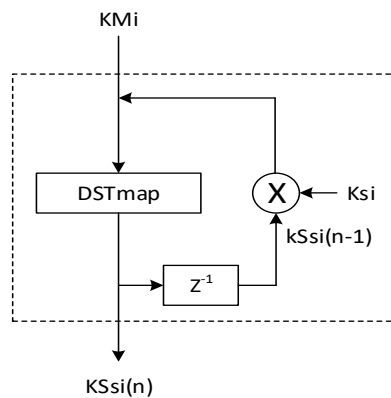 KMi
DSTmap
X
Ksi
kSsi(n-1)
Z-1
KSsi(n)